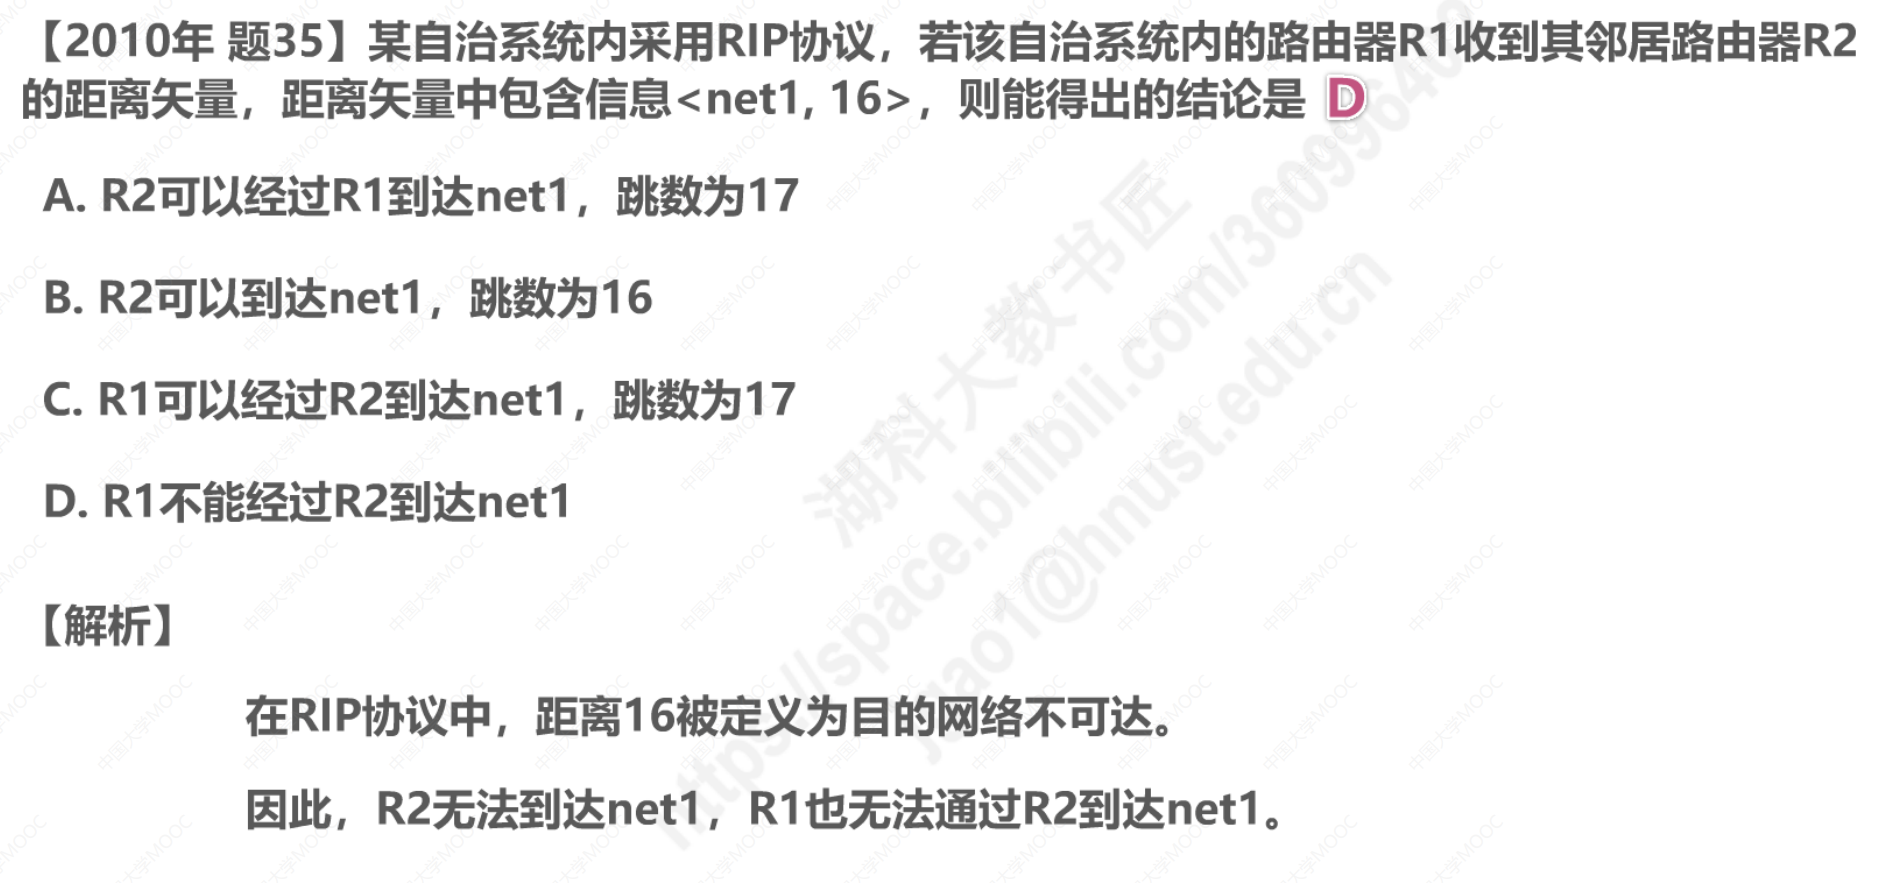 【2010年 题35】某自治系统内采用RIP协议，若该自治系统内的路由器R1收到其邻居路由器R2
的距离矢量，距离矢量中包含信息<net1, 16>，则能得出的结论是 D
A. R2可以经过R1到达net1，跳数为17
B. R2可以到达net1，跳数为16
C. R1可以经过R2到达net1，跳数为17
D. R1不能经过R2到达net1
【解析】
在RIP协议中，距离16被定义为目的网络不可达。
因此，R2无法到达net1，R1也无法通过R2到达net1。
湖科大教书匠
中国大学MOOC